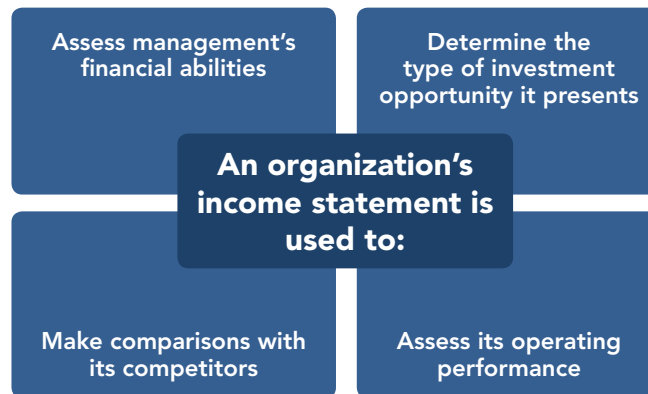 Assess management’s
financial abilities
Determine the
type of investment
opportunity it presents
An organization’s
income statement is
used to:
Make comparisons with
its competitors
Assess its operating
performance